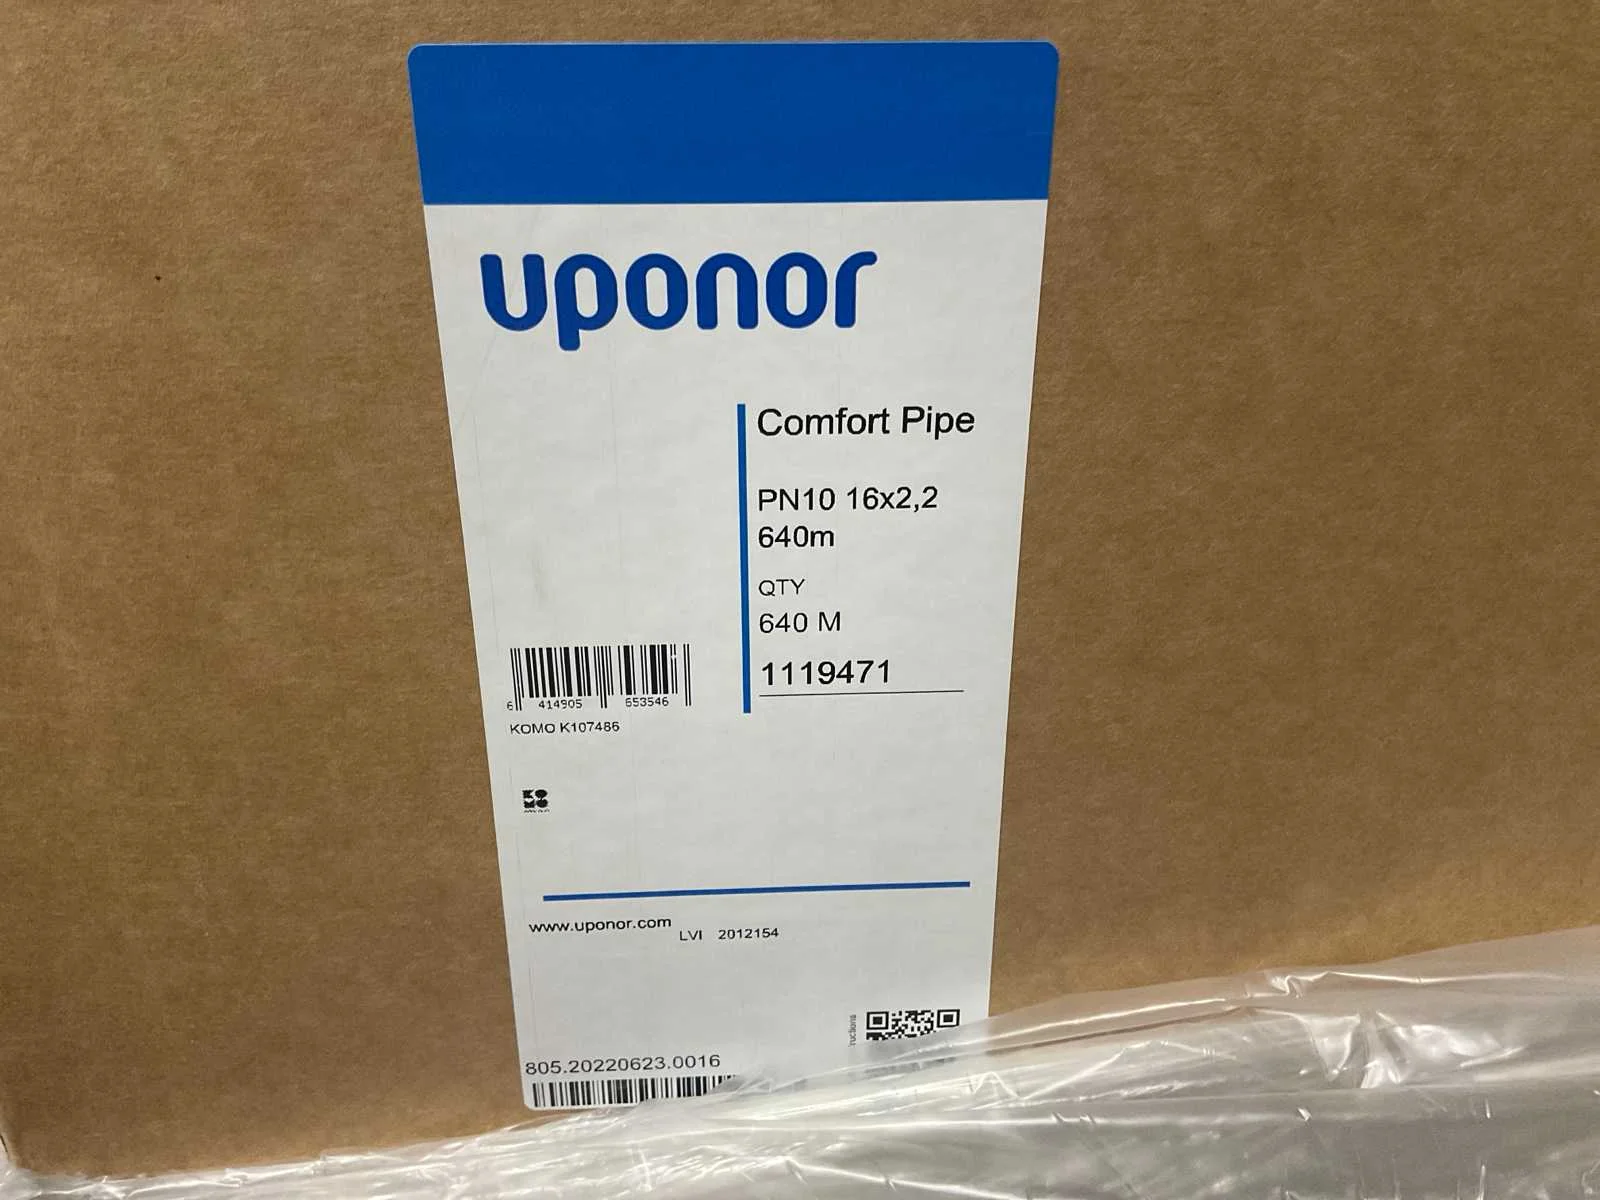 uponor
Comfort Pipe
PN10 16x2,2
640m
QTY
640 M
1119471
6 414905 653546
KOMO K107486
KOMO
www.uponor.com
LVI 2012154
805.20220623.0016